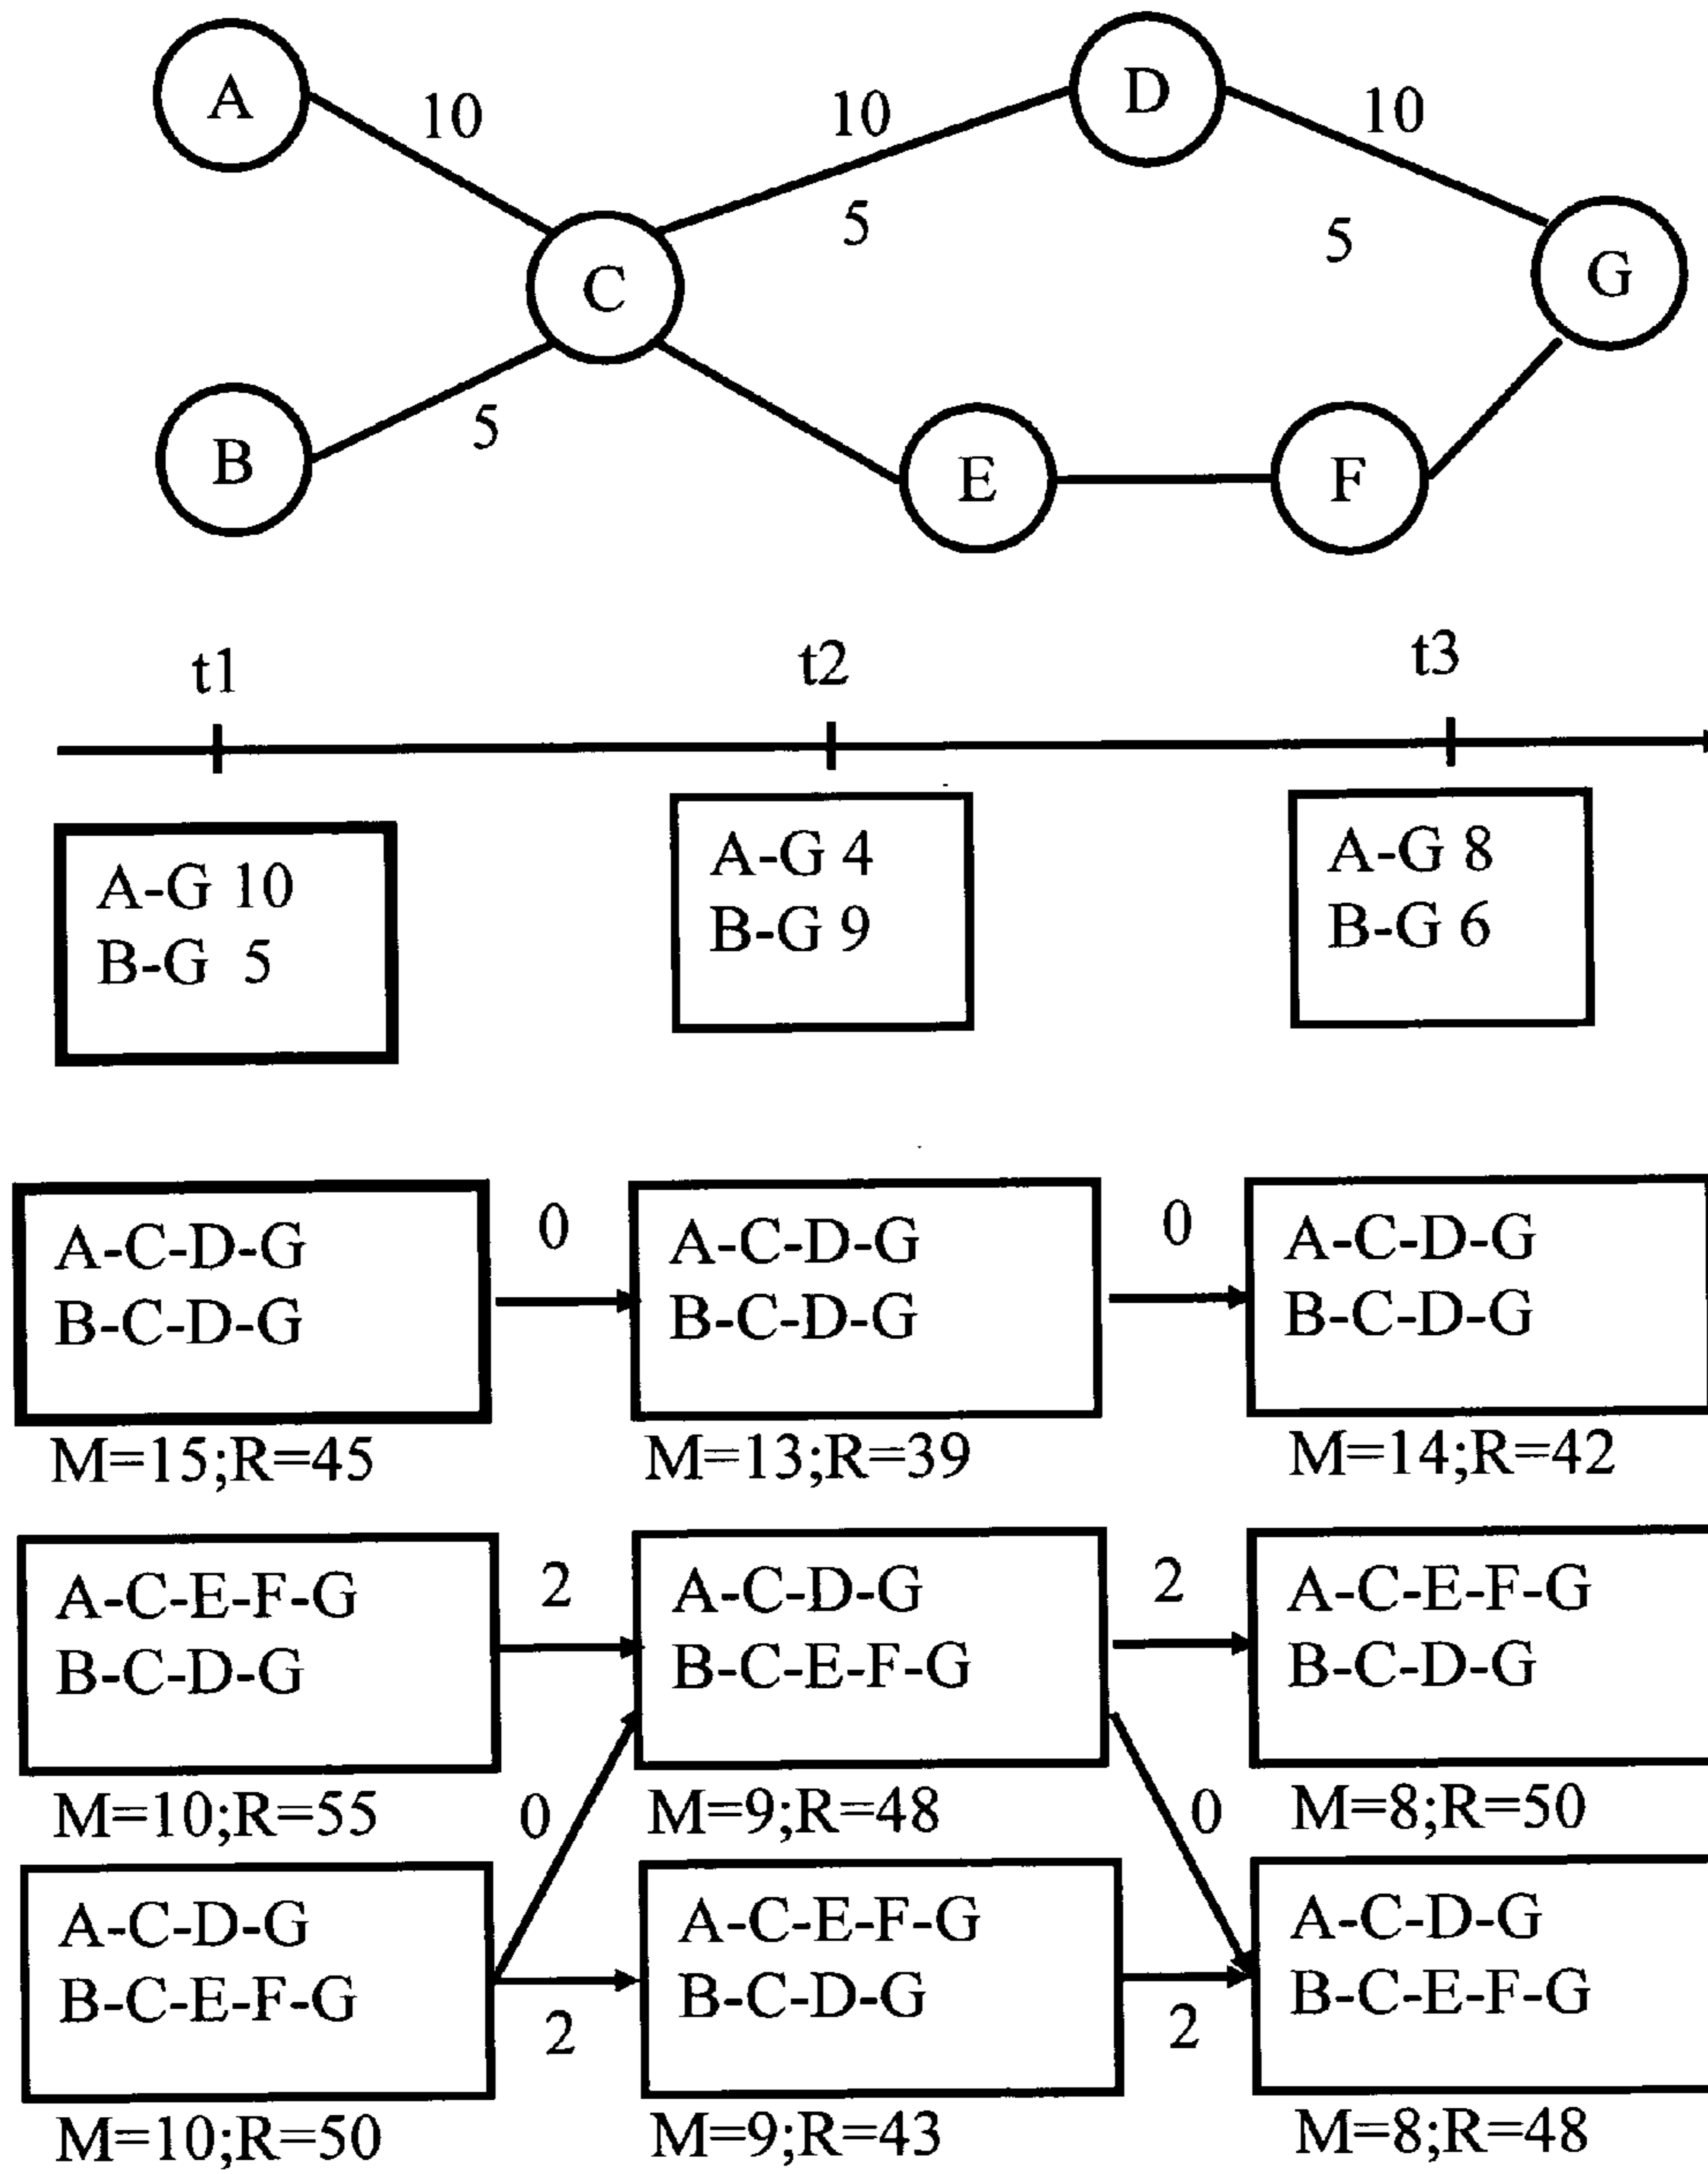 A
10
10
D
10
5
5
C
G
B
5
E
F
t1
t2
t3
A-G 10
B-G 5
A-G 4
B-G 9
A-G 8
B-G 6
A-C-D-G
B-C-D-G
0
A-C-D-G
B-C-D-G
0
A-C-D-G
B-C-D-G
M=15;R=45
M=13;R=39
M=14;R=42
A-C-E-F-G
B-C-D-G
2
A-C-D-G
B-C-E-F-G
2
A-C-E-F-G
B-C-D-G
M=10;R=55
0
M=9;R=48
0
M=8;R=50
A-C-D-G
B-C-E-F-G
2
A-C-E-F-G
B-C-D-G
2
A-C-D-G
B-C-E-F-G
M=10;R=50
M=9;R=43
M=8;R=48